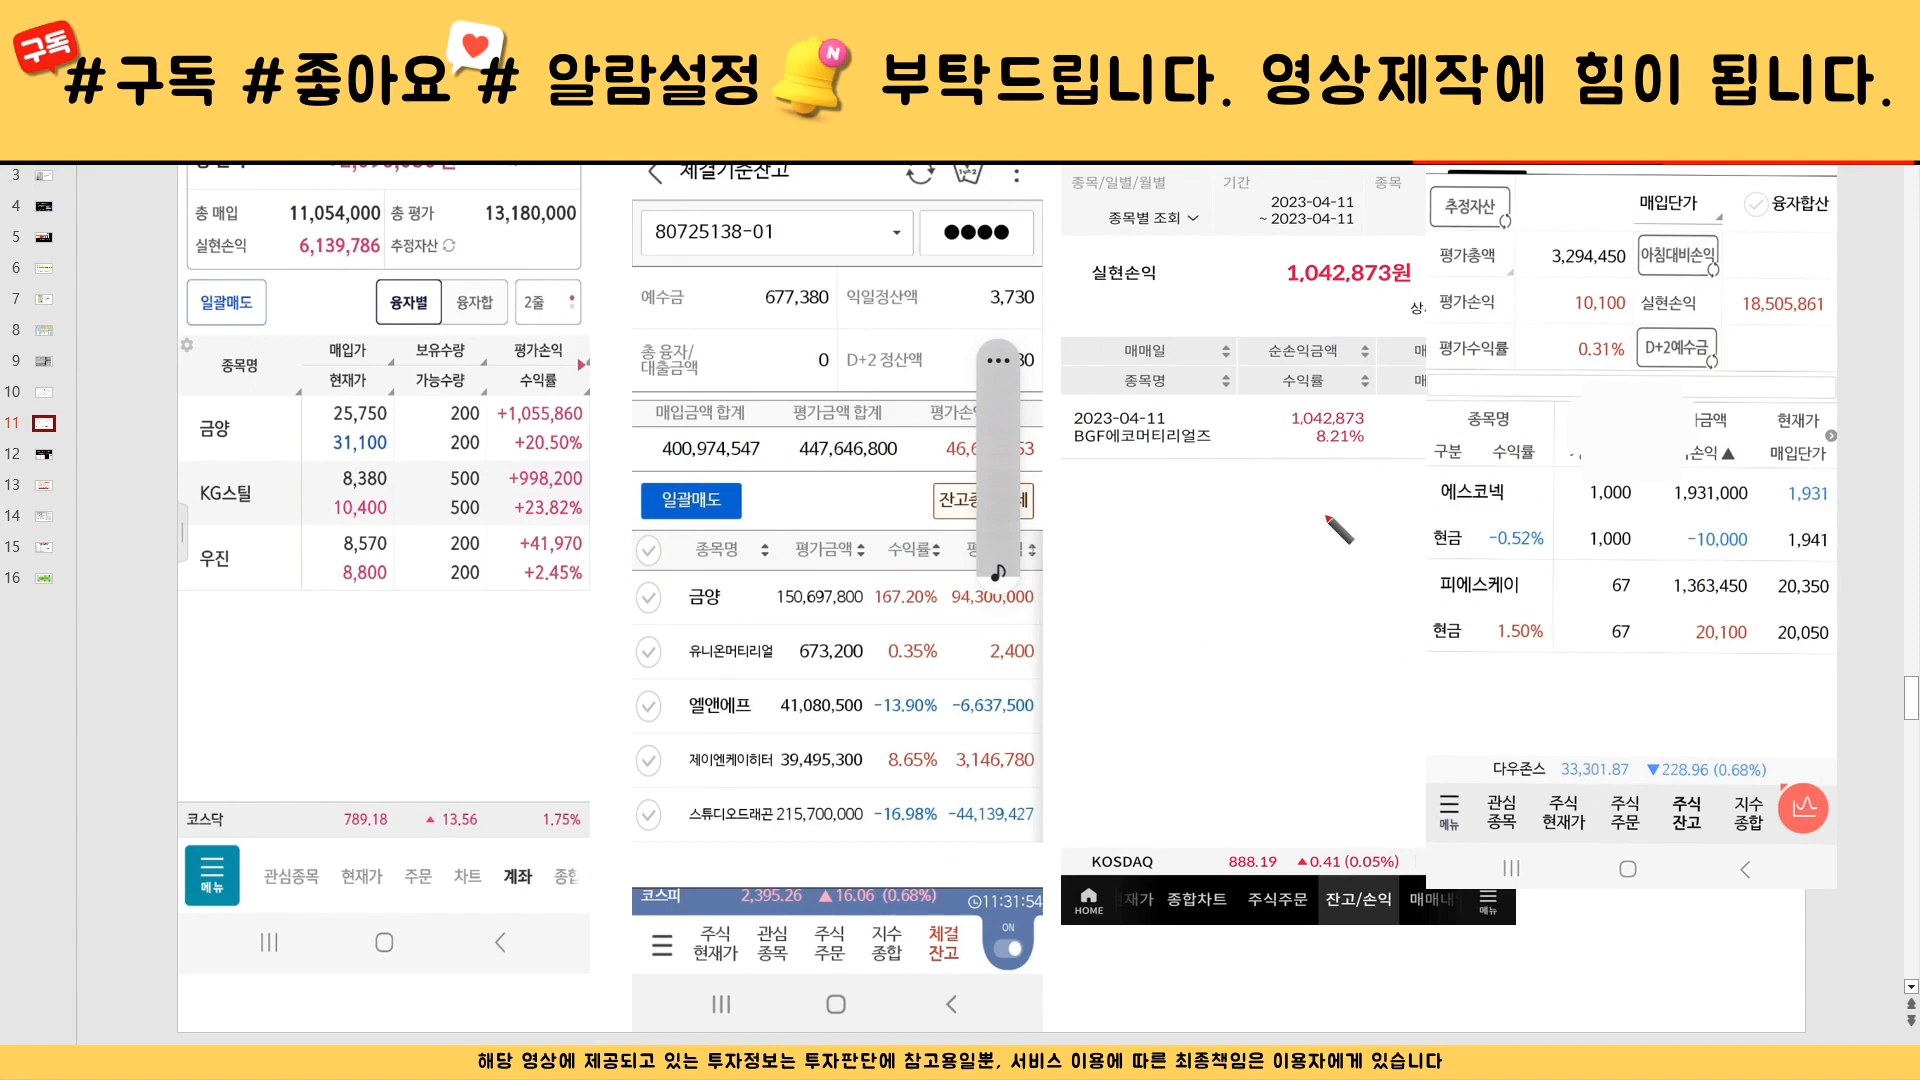 구독
#구독 #좋아요 # 알람설정 N 부탁드립니다. 영상제작에 힘이 됩니다.
3
4
5
6
7
8
9
10
11
12
13
14
15
16
총 매입 11,054,000 총 평가 13,180,000
실현손익 6,139,786 추정자산
일괄매도 융자별 융자합 2줄
종목명 매입가 보유수량 평가손익
현재가 가능수량 수익률
금양 25,750 200 +1,055,860
31,100 200 +20.50%
KG스틸 8,380 500 +998,200
10,400 500 +23.82%
우진 8,570 200 +41,970
8,800 200 +2.45%
코스닥 789.18 ▲ 13.56 1.75%
메뉴 관심종목 현재가 주문 차트 계좌 종합
체결기준잔고
80725138-01 ●●●●
예수금 677,380 익일정산액 3,730
총 융자/
대출금액 0 D+2 정산액
매입금액 합계 평가금액 합계
400,974,547 447,646,800
일괄매도
종목명 평가금액 수익률
금양 150,697,800 167.20% 94,300,000
유니온머티리얼 673,200 0.35% 2,400
엘앤에프 41,080,500 -13.90% -6,637,500
제이엔케이히터 39,495,300 8.65% 3,146,780
스튜디오드래곤 215,700,000 -16.98% -44,139,427
코스피 2,395.26 ▲16.06 (0.68%) 11:31:54
주식
현재가
관심
종목
주식
주문
지수
종합
체결
잔고
ON
종목/일별/월별 기간 종목
종목별 조회 2023-04-11
~ 2023-04-11
실현손익 1,042,873원
매매일 순손익금액 매
종목명 수익률 매
2023-04-11 1,042,873
BGF에코머티리얼즈 8.21%
KOSDAQ 888.19 ▲0.41 (0.05%)
HOME 종합차트 주식주문 잔고/손익 메뉴
추정자산 매입단가 융자합산
평가총액 3,294,450 아침대비손익
평가손익 10,100 실현손익 18,505,861
평가수익률 0.31% D+2예수금
종목명 현재가
구분 수익률 손익▲ 매입단가
에스코넥 1,000 1,931,000 1,931
현금 -0.52% 1,000 -10,000 1,941
피에스케이 67 1,363,450 20,350
현금 1.50% 67 20,100 20,050
다우존스 33,301.87 ▼228.96 (0.68%)
메뉴
관심
종목
주식
현재가
주식
주문
주식
잔고
지수
종합
해당 영상에 제공되고 있는 투자정보는 투자판단에 참고용일뿐, 서비스 이용에 따른 최종책임은 이용자에게 있습니다